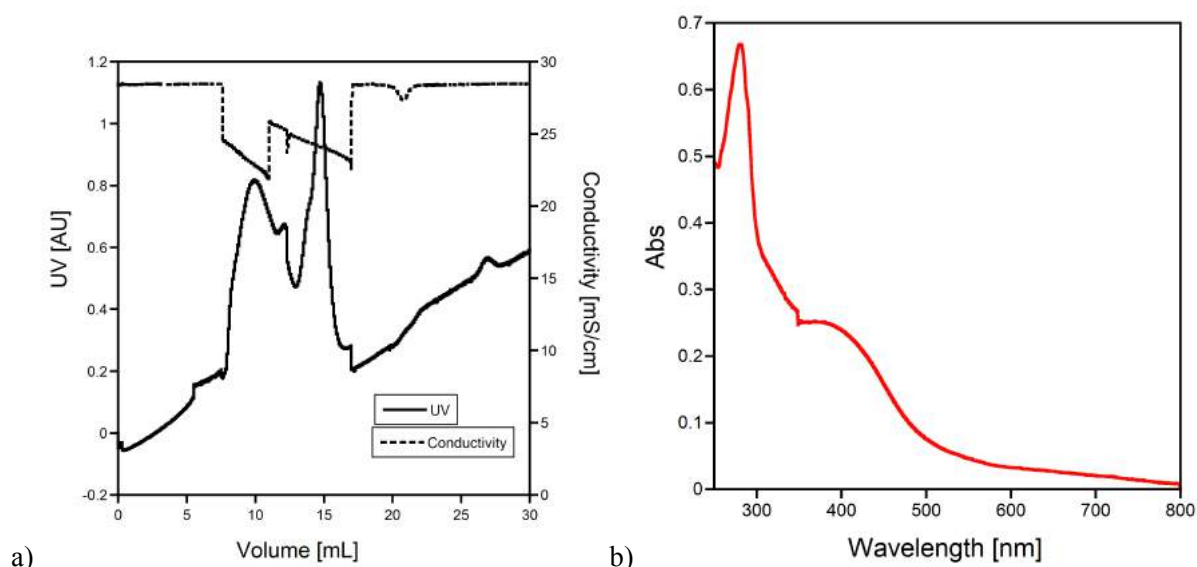 1.2
1
0.8
0.6
0.4
0.2
0
-0.2
UV [AU]
0 5 10 15 20 25 30
Volume [mL]
30
25
20
15
10
5
0
Conductivity [mS/cm]
UV
Conductivity
a)
0.7
0.6
0.5
0.4
0.3
0.2
0.1
0
Abs
300 400 500 600 700 800
Wavelength [nm]
b)